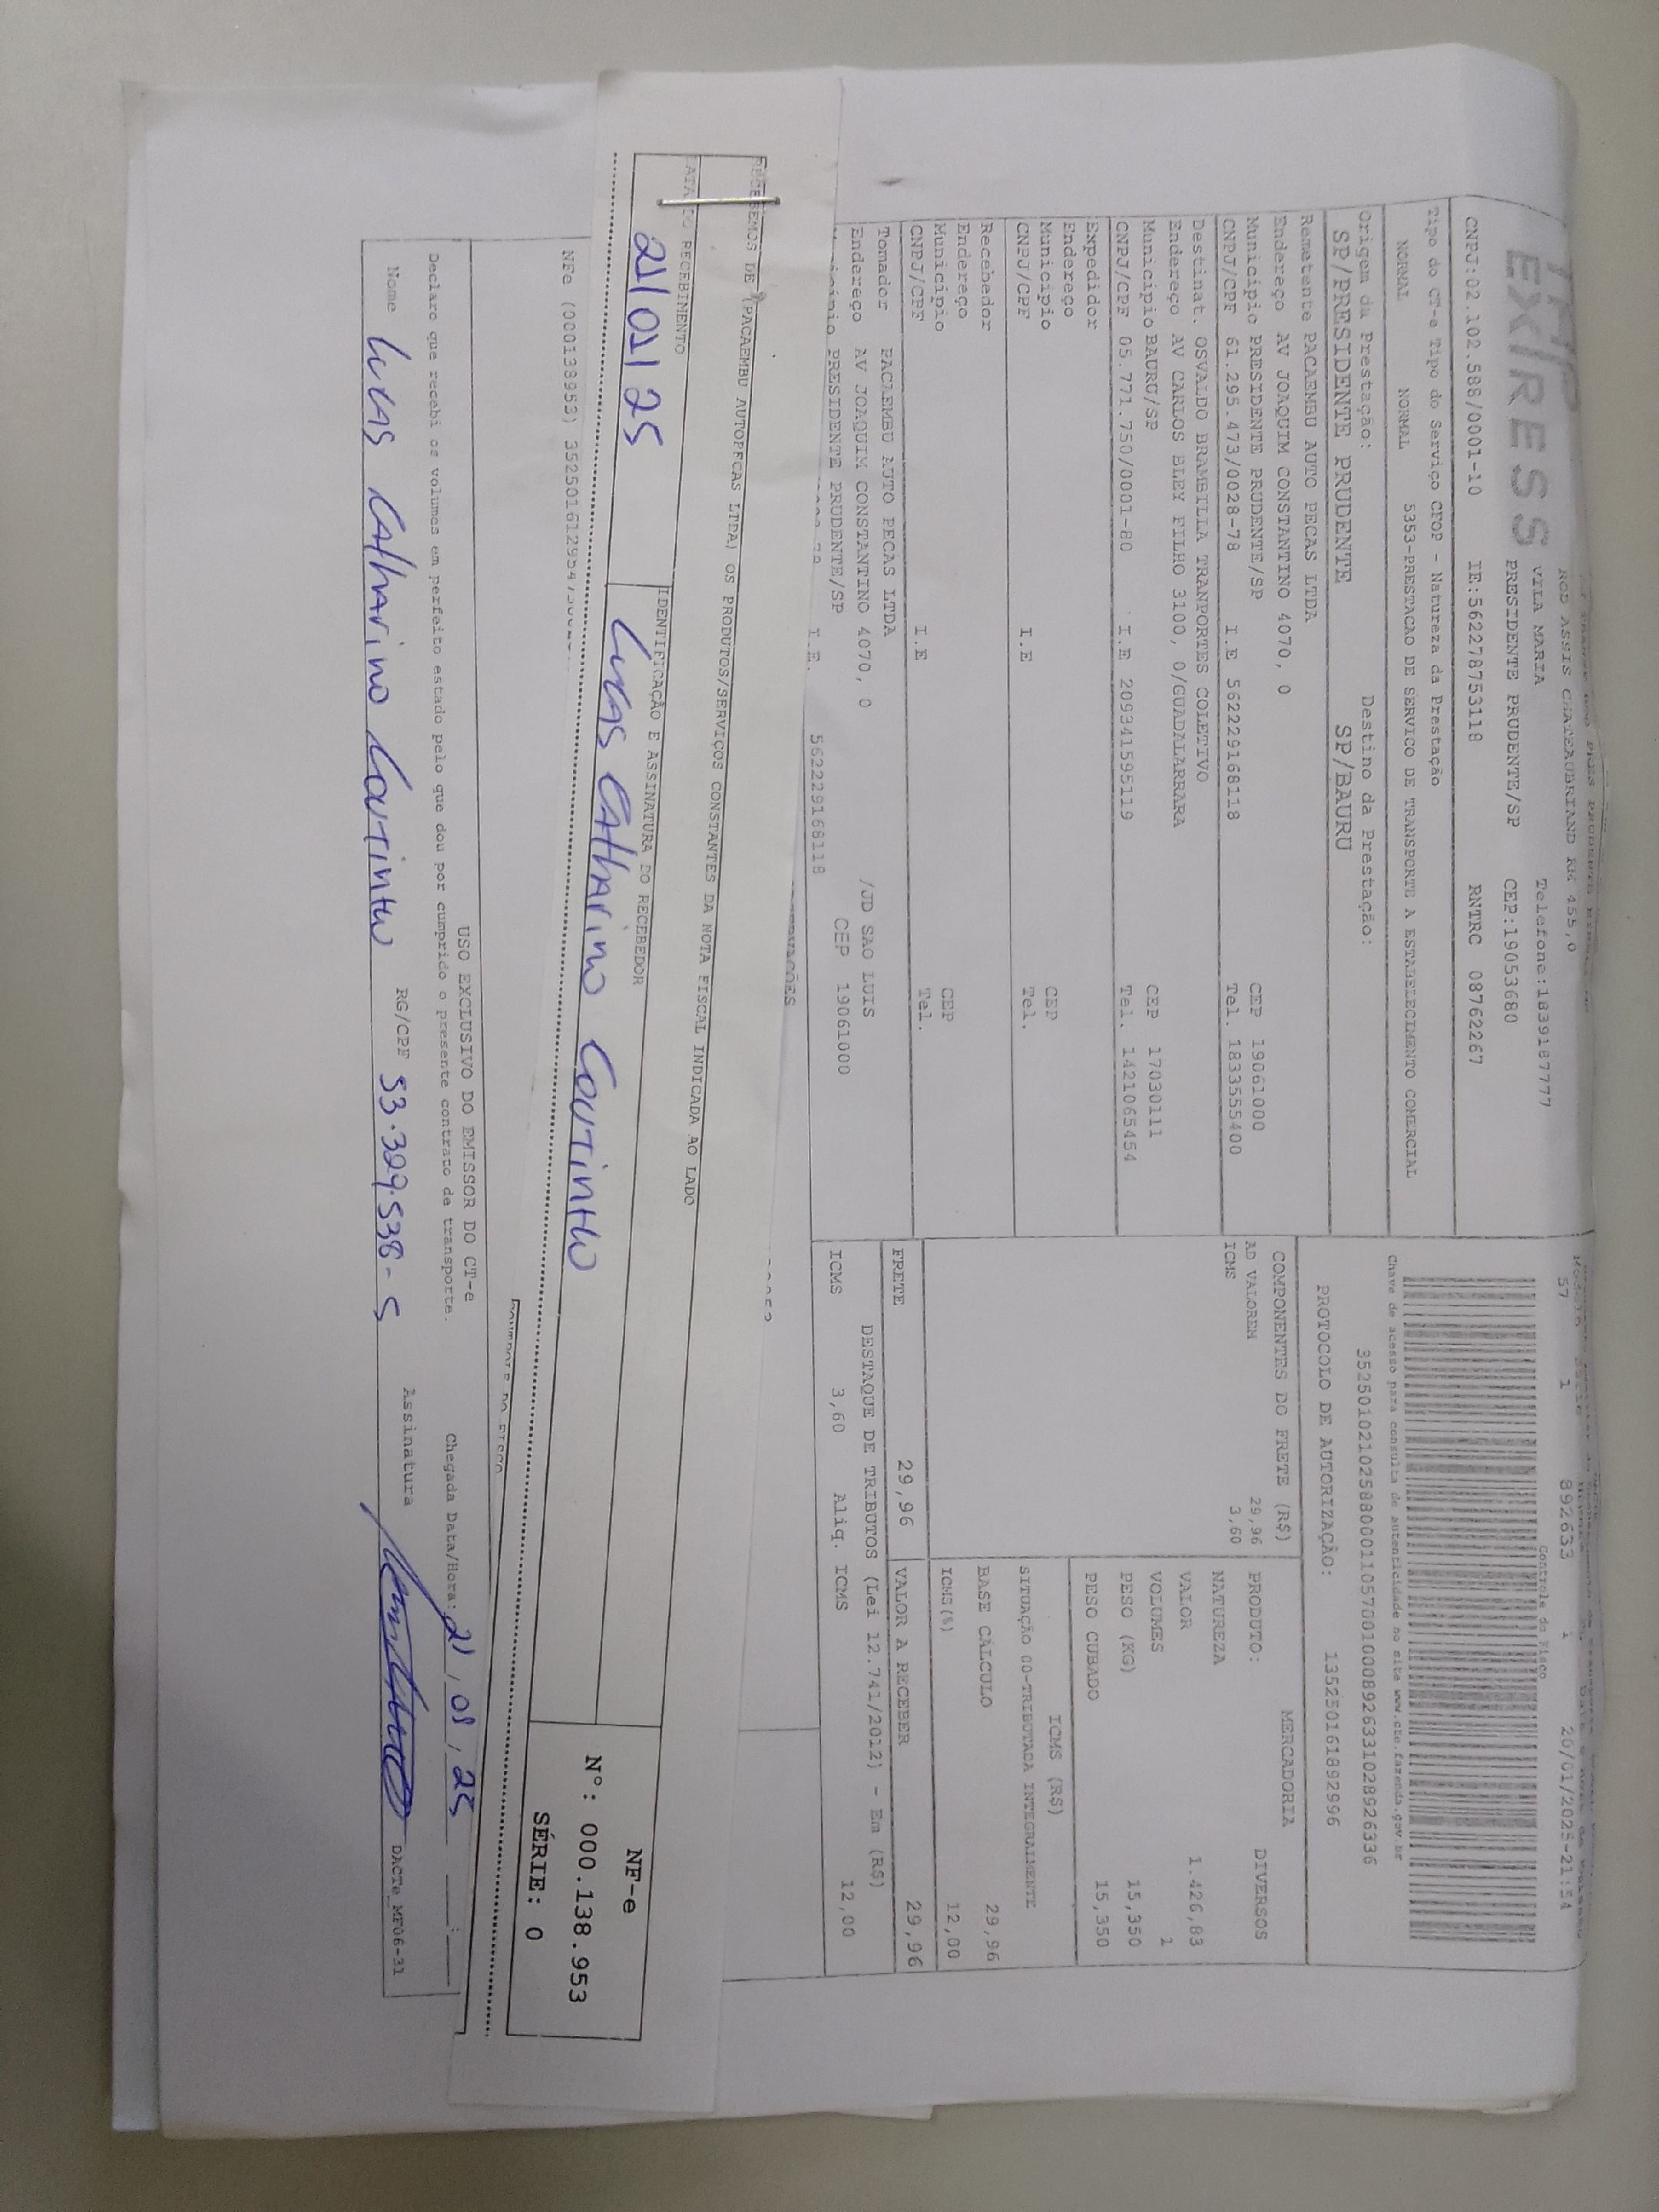 EXPRESS
ROD ASSIS CHATEAUBRIAND KM 455,0
VILA MARIA Telefone:1839187777
PRESIDENTE PRUDENTE/SP CEP:19053680
CNPJ:02.102.588/0001-10 IE:562278753118 RNTRC 08762267
Tipo do CT-e Tipo do Serviço CFOP - Natureza da Prestação
NORMAL NORMAL 5353-PRESTACAO DE SERVICO DE TRANSPORTE A ESTABELECIMENTO COMERCIAL
Origem da Prestação: Destino da Prestação:
SP/PRESIDENTE PRUDENTE SP/BAURU
Remetente PACAEMBU AUTO PECAS LTDA
Endereço AV JOAQUIM CONSTANTINO 4070, 0
Município PRESIDENTE PRUDENTE/SP CEP 19061000
CNPJ/CPF 61.295.473/0028-78 I.E 562229168118 Tel. 1833555400
Destinat. OSVALDO BRAMBILLA TRANPORTES COLETIVO
Endereço AV CARLOS BLEY FILHO 3100, 0/GUADALARRARA
Município BAURU/SP CEP 17030111
CNPJ/CPF 05.771.750/0001-80 I.E 209341595119 Tel. 1421065454
Expedidor
Endereço
Município CEP
CNPJ/CPF I.E Tel.
Recebedor
Endereço
Município CEP
CNPJ/CPF I.E Tel.
Tomador PACAEMBU AUTO PECAS LTDA
Endereço AV JOAQUIM CONSTANTINO 4070, 0 /JD SAO LUIS
PRESIDENTE PRUDENTE/SP CEP 19061000
I.E. 562229168118
Controle do Fisco
57 1 892633 1 20/01/2025-21:54
Chave de acesso para consulta de autenticidade no site www.cte.fazenda.gov.br
35250102102588000110570010008926331028926336
PROTOCOLO DE AUTORIZAÇÃO: 135250161892996
COMPONENTES DO FRETE (R$)
AD VALOREM 29,96
ICMS 3,60
MERCADORIA
PRODUTO: DIVERSOS
NATUREZA
VALOR 1.426,83
VOLUMES 1
PESO (KG) 15,350
PESO CUBADO 15,350
ICMS (R$)
SITUAÇÃO 00-TRIBUTADA INTEGRALMENTE
BASE CÁLCULO 29,96
ICMS(%) 12,00
FRETE 29,96 VALOR A RECEBER 29,96
DESTAQUE DE TRIBUTOS (Lei 12.741/2012) - Em (R$)
ICMS 3,60 Aliq. ICMS 12,00
RECEBEMOS DE (PACAEMBU AUTOPECAS LTDA) OS PRODUTOS/SERVIÇOS CONSTANTES DA NOTA FISCAL INDICADA AO LADO
DATA DO RECEBIMENTO IDENTIFICAÇÃO E ASSINATURA DO RECEBEDOR
21/01/25 Lucas Catharino Coutinho
NF-e
Nº: 000.138.953
SÉRIE: 0
NFe (000138953)
CONTROLE DO FISCO
USO EXCLUSIVO DO EMISSOR DO CT-e
Declaro que recebi os volumes em perfeito estado pelo que dou por cumprido o presente contrato de transporte. Chegada Data/Hora: 21, 01, 25
Nome Lucas Catharino Coutinho RG/CPF 53.329.538-5 Assinatura
DACTe MF06-31